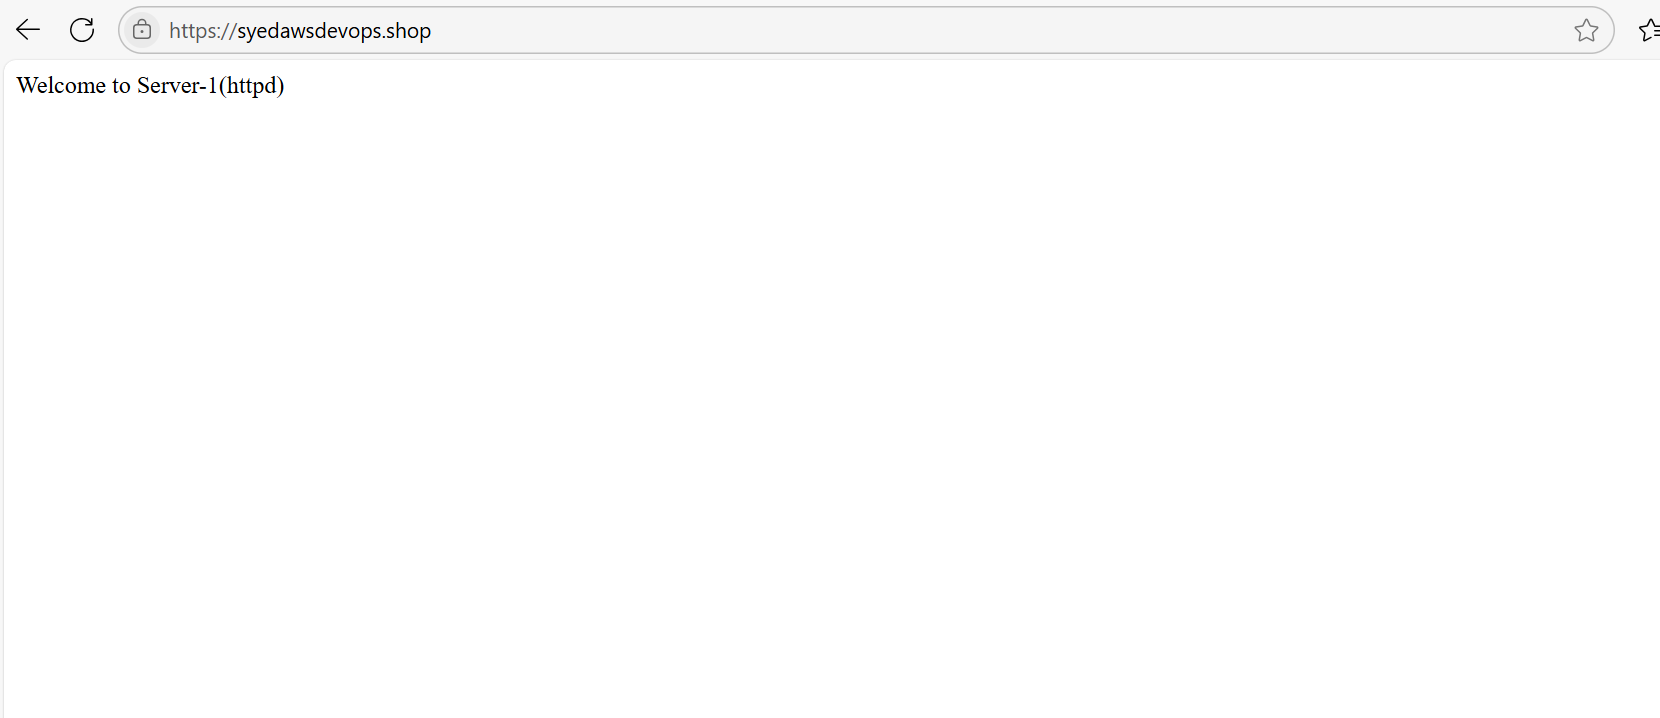 https://syedawsdevops.shop
Welcome to Server-1(httpd)